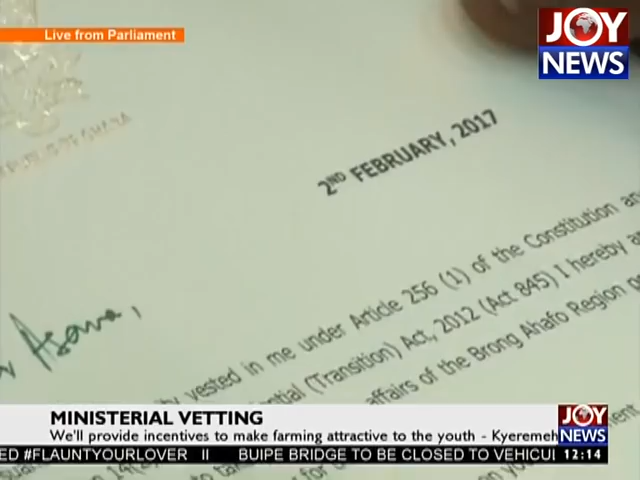 Live from Parliament
JOY
NEWS
2ND FEBRUARY, 2017
Asawa,
vested in me under Article 256 (1) of the Constitution
(Transition) Act, 2012 (Act 845) I hereby
affairs of the Brong Ahafo Region
MINISTERIAL VETTING
We'll provide incentives to make farming attractive to the youth - Kyeremeh
JOY
NEWS
#FLAUNTYOURLOVER II BUIPE BRIDGE TO BE CLOSED TO VEHICU
12:14